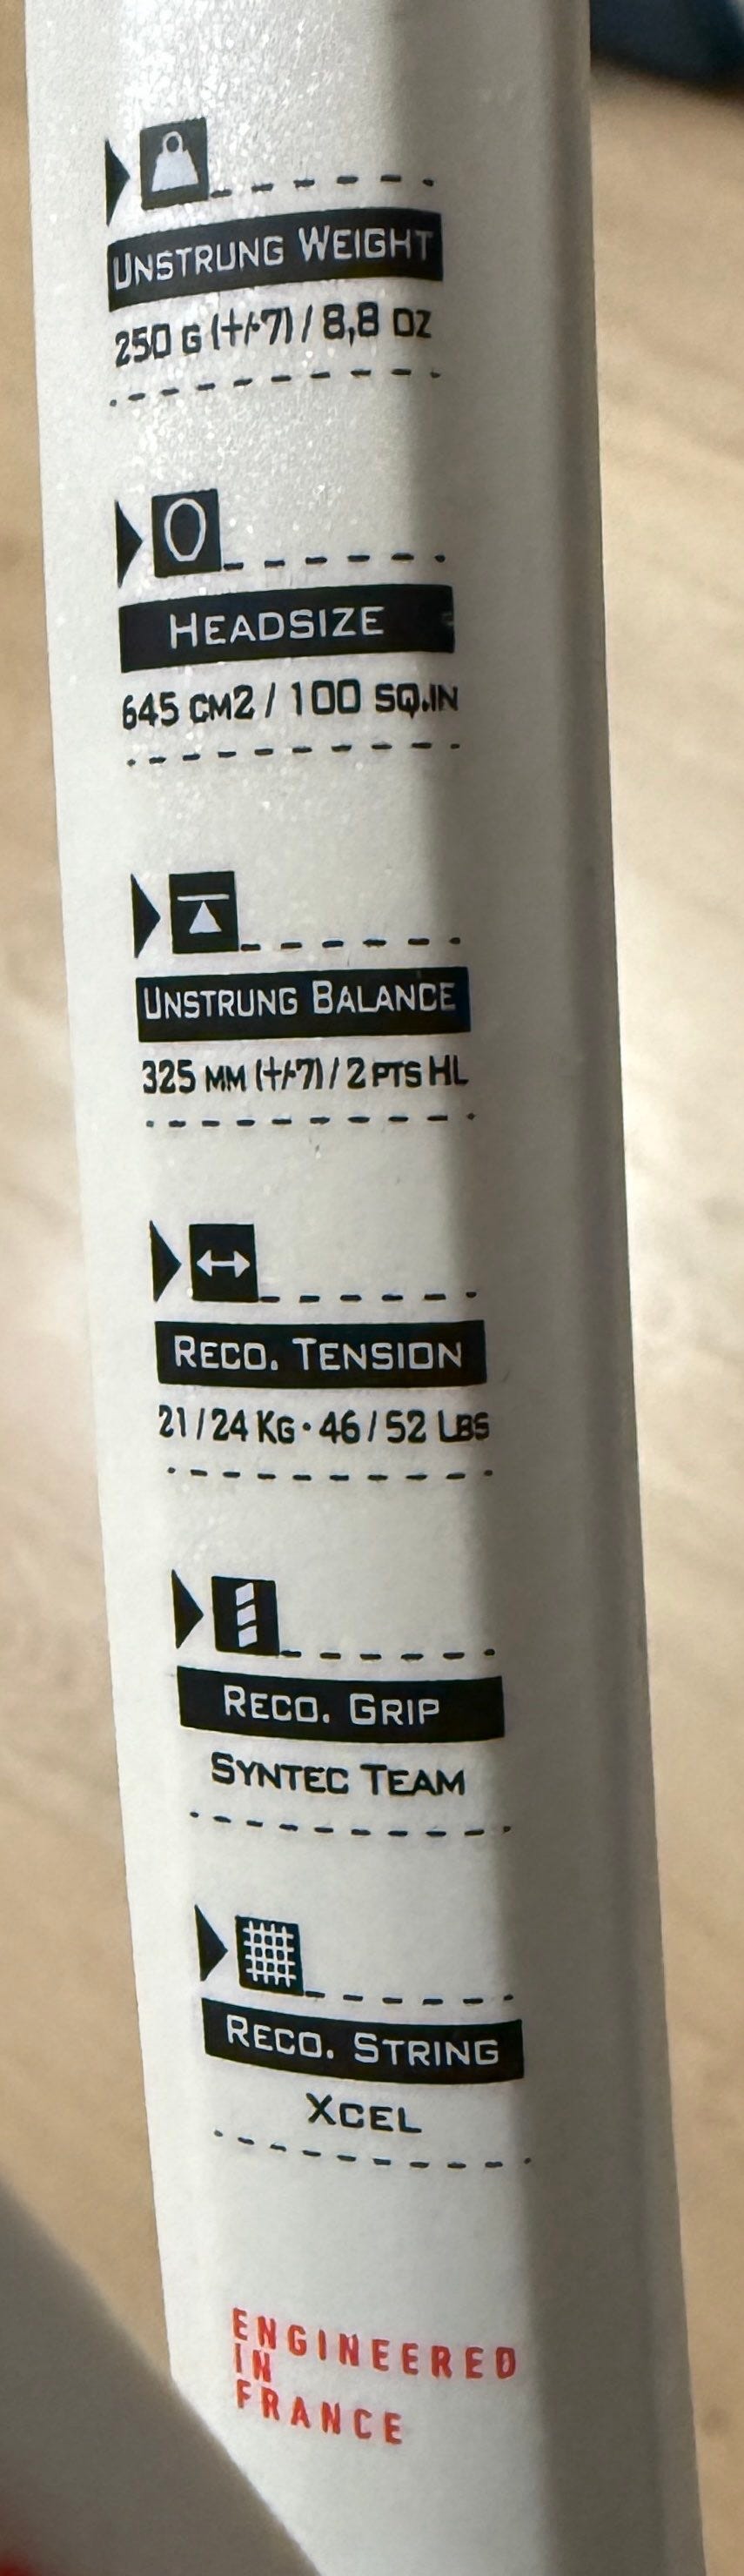 UNSTRUNG WEIGHT
250 G (+/-7) / 8,8 OZ
HEADSIZE
645 CM2 / 100 SQ.IN
UNSTRUNG BALANCE
325 MM (+/-7) / 2 PTS HL
RECO. TENSION
21 / 24 KG · 46 / 52 LBS
RECO. GRIP
SYNTEC TEAM
RECO. STRING
XCEL
ENGINEERED
IN
FRANCE